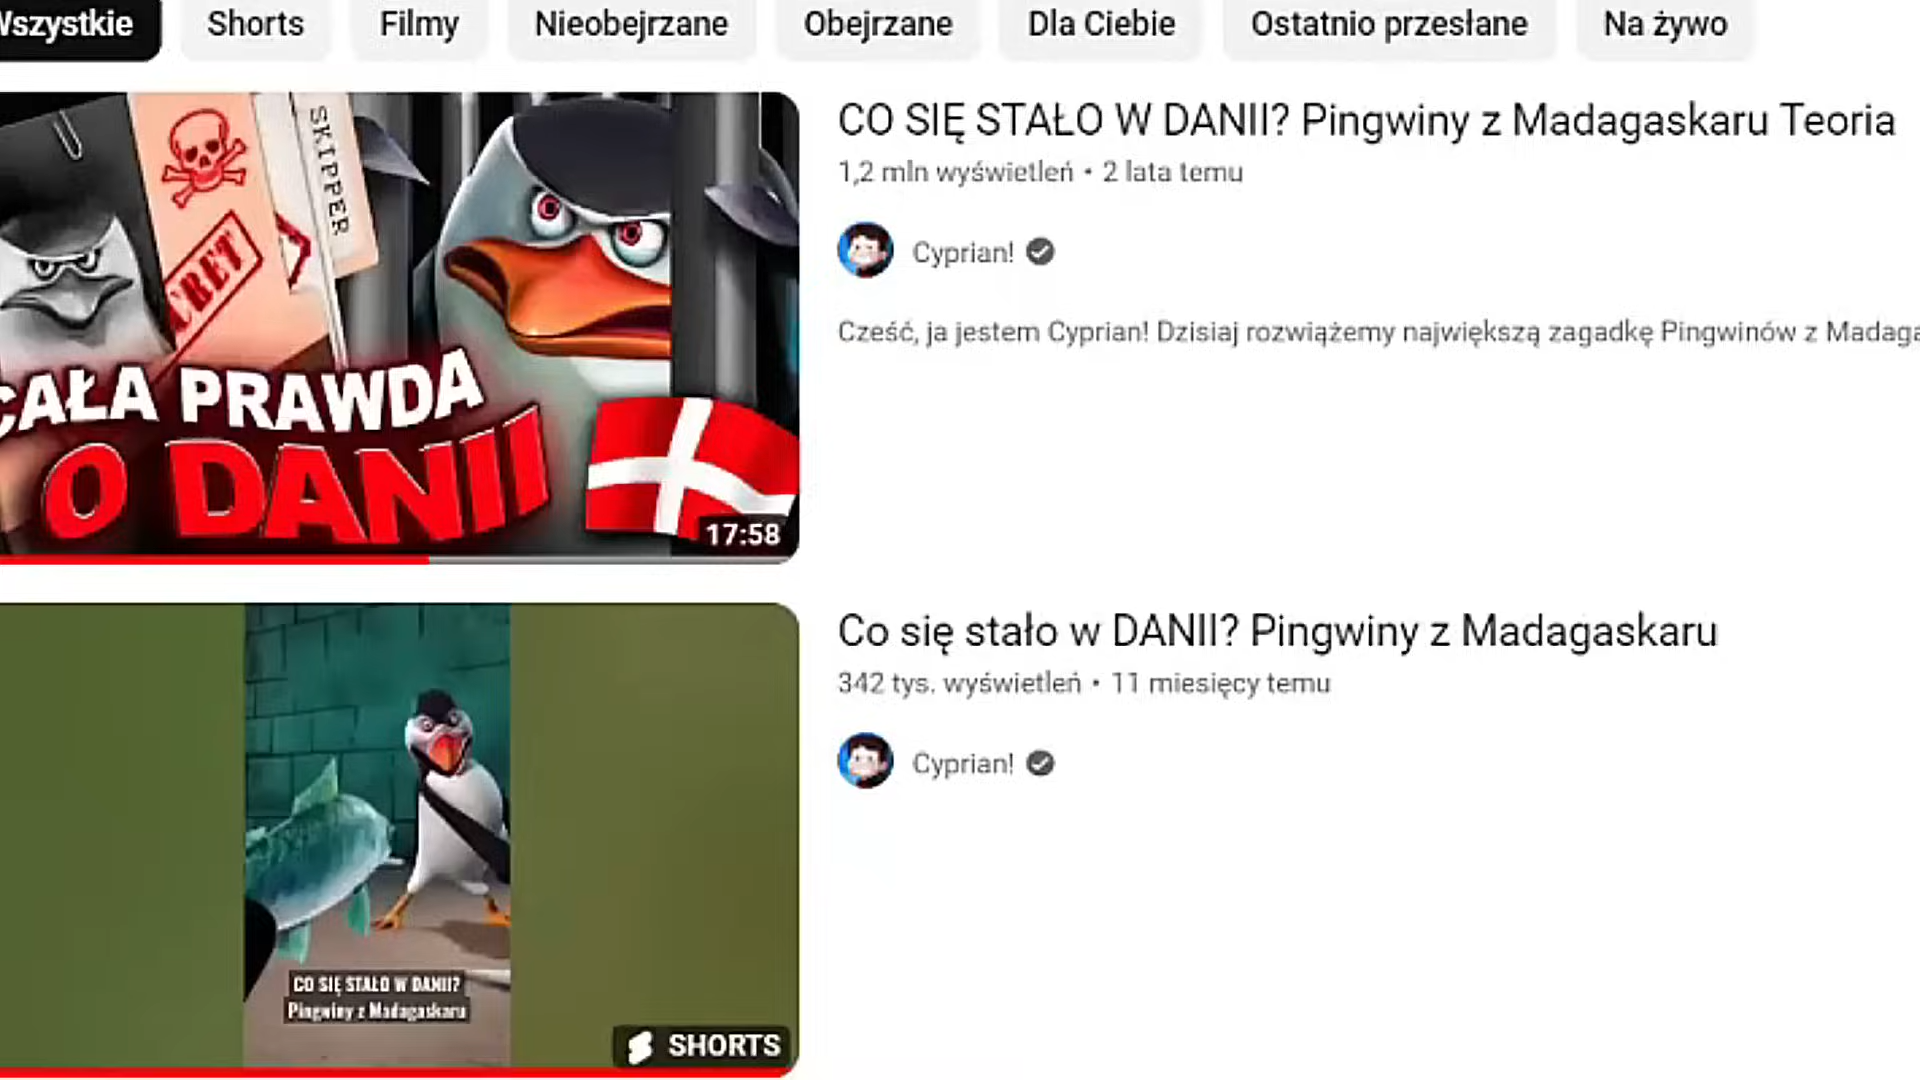 Wszystkie Shorts Filmy Nieobejrzane Obejrzane Dla Ciebie Ostatnio przesłane Na żywo
SKIPPER
CAŁA PRAWDA
O DANII
17:58
CO SIĘ STAŁO W DANII? Pingwiny z Madagaskaru Teoria
1,2 mln wyświetleń • 2 lata temu
Cyprian!
Cześć, ja jestem Cyprian! Dzisiaj rozwiążemy największą zagadkę Pingwinów z Madaga
CO SIĘ STAŁO W DANII?
Pingwiny z Madagaskaru
SHORTS
Co się stało w DANII? Pingwiny z Madagaskaru
342 tys. wyświetleń • 11 miesięcy temu
Cyprian!